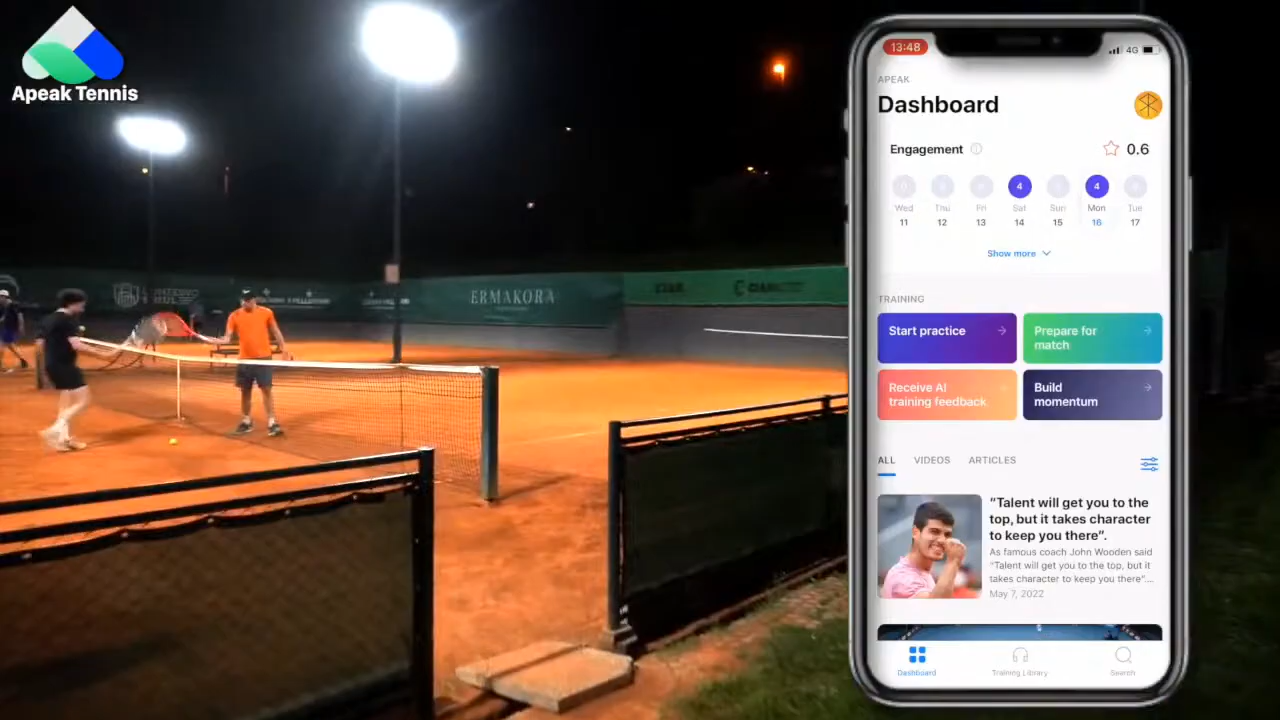 Apeak Tennis
ERMAKORA
13:48
4G
APEAK
Dashboard
Engagement
0.6
4
4
Wed
Thu
Fri
Sat
Sun
Mon
Tue
11
12
13
14
15
16
17
Show more
TRAINING
Start practice
Prepare for
match
Receive AI
training feedback
Build
momentum
ALL
VIDEOS
ARTICLES
“Talent will get you to the
top, but it takes character
to keep you there”.
As famous coach John Wooden said
“Talent will get you to the top, but it
takes character to keep you there”...
May 7, 2022
Dashboard
Training Library
Search